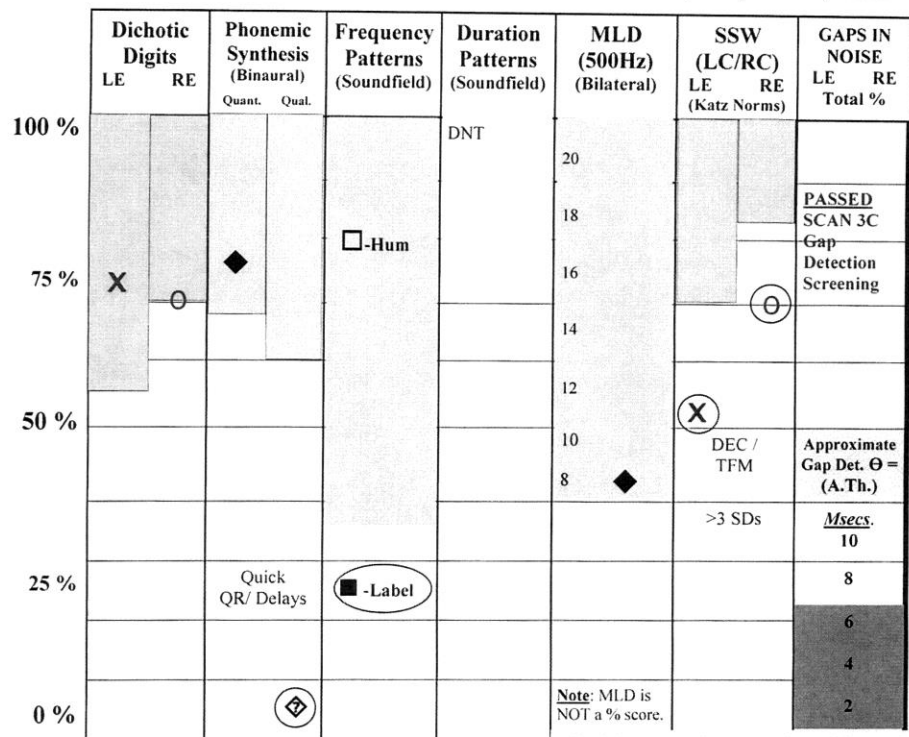 Dichotic
Digits
LE RE
Phonemic
Synthesis
(Binaural)
Quant. Qual.
Frequency
Patterns
(Soundfield)
Duration
Patterns
(Soundfield)
MLD
(500Hz)
(Bilateral)
SSW
(LC/RC)
LE RE
(Katz Norms)
GAPS IN
NOISE
LE RE
Total %
100 %
75 %
50 %
25 %
0 %
X
O
Quick
QR/ Delays
?
-Hum
-Label
DNT
20
18
16
14
12
10
8
Note: MLD is
NOT a % score.
O
X
DEC /
TFM
>3 SDs
PASSED
SCAN 3C
Gap
Detection
Screening
Approximate
Gap Det. Θ =
(A.Th.)
Msecs.
10
8
6
4
2